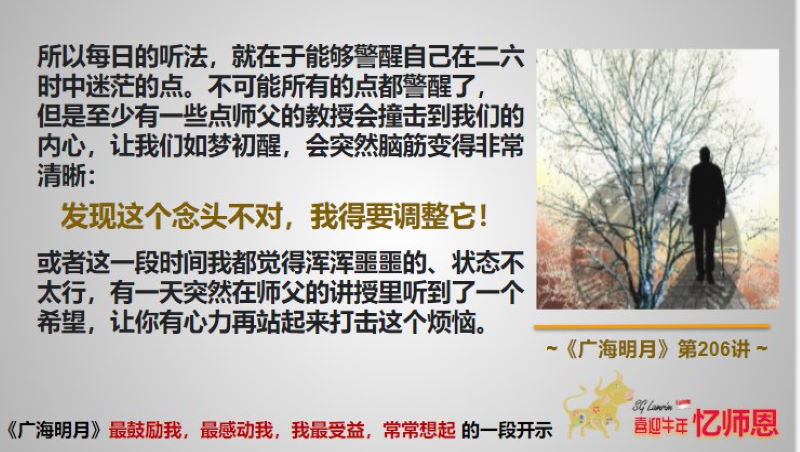 所以每日的听法，就在于能够警醒自己在二六
时中迷茫的点。不可能所有的点都警醒了，
但是至少有一些点师父的教授会撞击到我们的
内心，让我们如梦初醒，会突然脑筋变得非常
清晰：
发现这个念头不对，我得要调整它！
或者这一段时间我都觉得浑浑噩噩的、状态不
太行，有一天突然在师父的讲授里听到了一个
希望，让你有心力再站起来打击这个烦恼。
~《广海明月》第206讲 ~
SG Lamrin
喜迎牛年 忆师恩
《广海明月》最鼓励我，最感动我，我最受益，常常想起 的一段开示